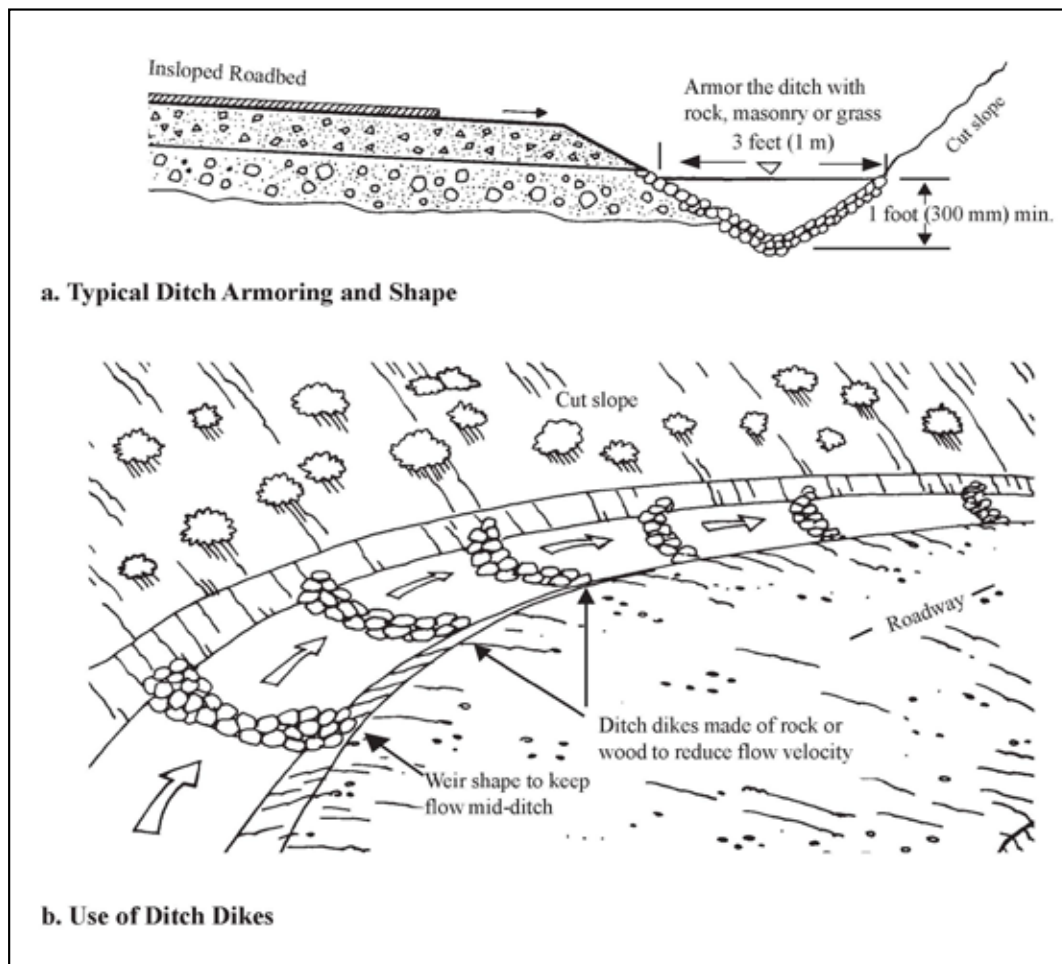 Insloped Roadbed
Armor the ditch with
rock, masonry or grass
3 feet (1 m)
Cut slope
1 foot (300 mm) min.
a. Typical Ditch Armoring and Shape
Cut slope
Roadway
Ditch dikes made of rock or
wood to reduce flow velocity
Weir shape to keep
flow mid-ditch
b. Use of Ditch Dikes